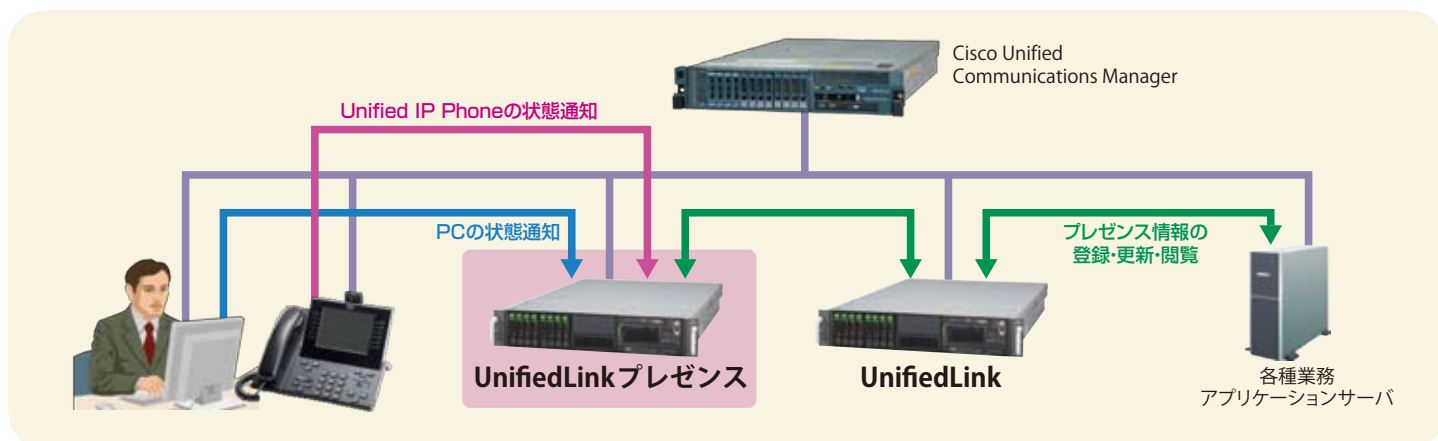 Cisco Unified
Communications Manager
Unified IP Phoneの状態通知
PCの状態通知
プレゼンス情報の
登録・更新・閲覧
UnifiedLinkプレゼンス
UnifiedLink
各種業務
アプリケーションサーバ